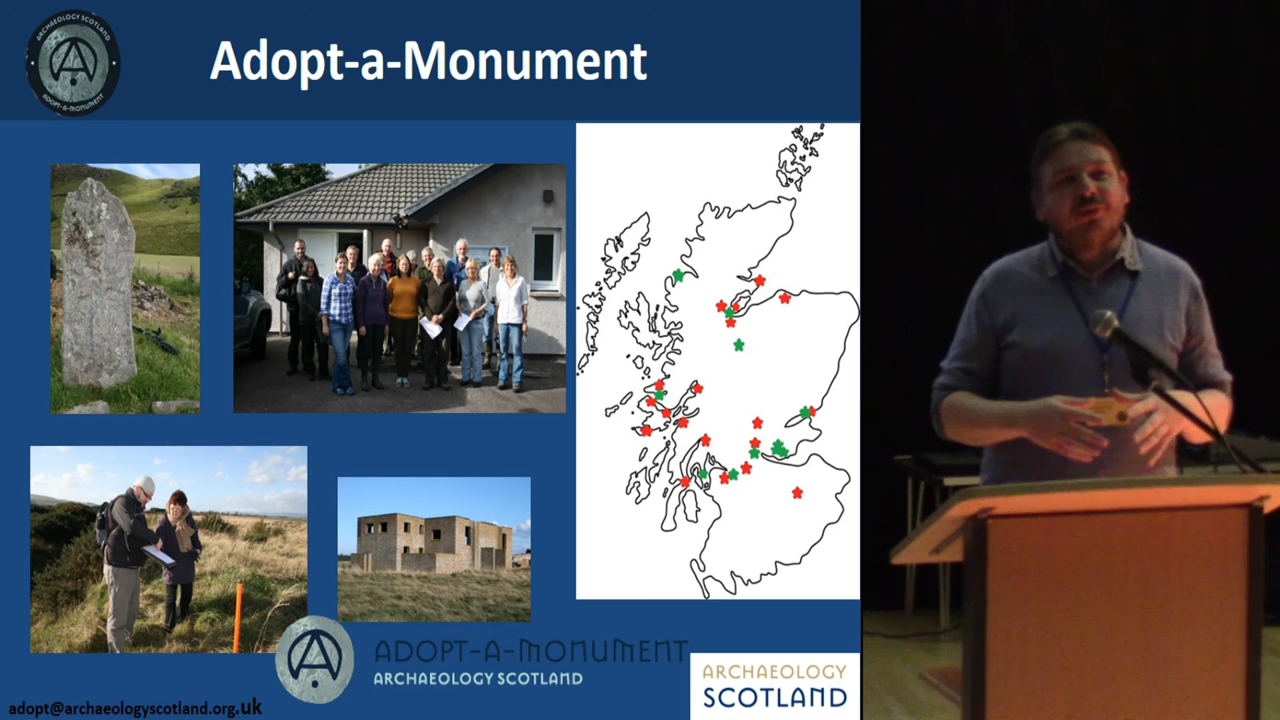 ARCHAEOLOGY SCOTLAND
ADOPT-A-MONUMENT
Adopt-a-Monument
ADOPT-A-MONUMENT
ARCHAEOLOGY SCOTLAND
ARCHAEOLOGY
SCOTLAND
adopt@archaeologyscotland.org.uk